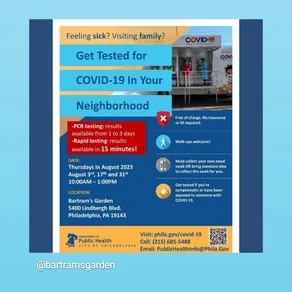 Feeling sick? Visiting family?
COVID-19
Get Tested for
COVID-19 In Your
Neighborhood
-PCR testing: results
available from 1 to 3 days
-Rapid testing: results
available in 15 minutes!
DATE:
Thursdays in August 2023
August 3rd, 17th and 31st
10:00AM – 1:00PM
LOCATION:
Bartram's Garden
5400 Lindbergh Blvd.
Philadelphia, PA 19143
Free of charge. No insurance
or ID required.
Walk-ups welcome!
Must collect your own nasal
swab OR bring someone else
to collect the swab for you.
Get tested if you're
symptomatic or have been
exposed to someone with
COVID-19.
Department of
Public Health
CITY OF PHILADELPHIA
Visit: phila.gov/covid-19
Call: (215) 685-5488
Email: PublicHealthInfo@Phila.Gov
@bartramsgarden